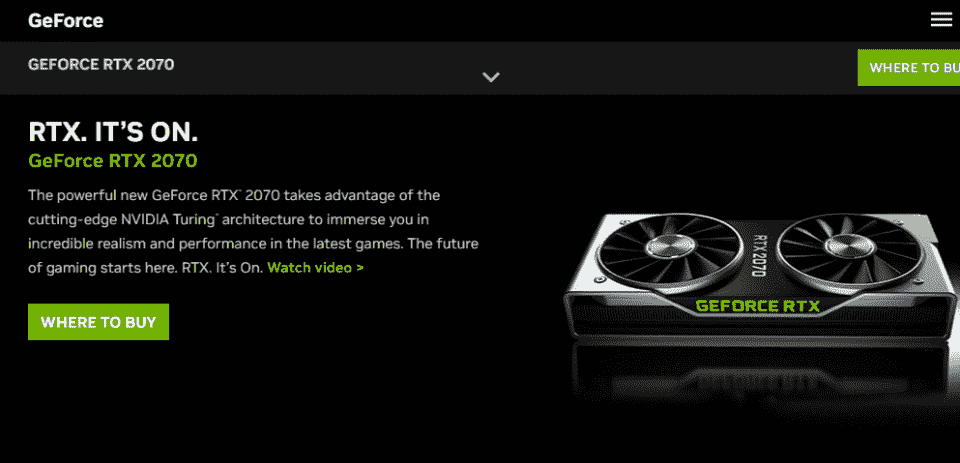 GeForce
GEFORCE RTX 2070
WHERE TO BU
RTX. IT'S ON.
GeForce RTX 2070
The powerful new GeForce RTX™ 2070 takes advantage of the
cutting-edge NVIDIA Turing™ architecture to immerse you in
incredible realism and performance in the latest games. The future
of gaming starts here. RTX. It's On. Watch video >
WHERE TO BUY
RTX2070
GEFORCE RTX